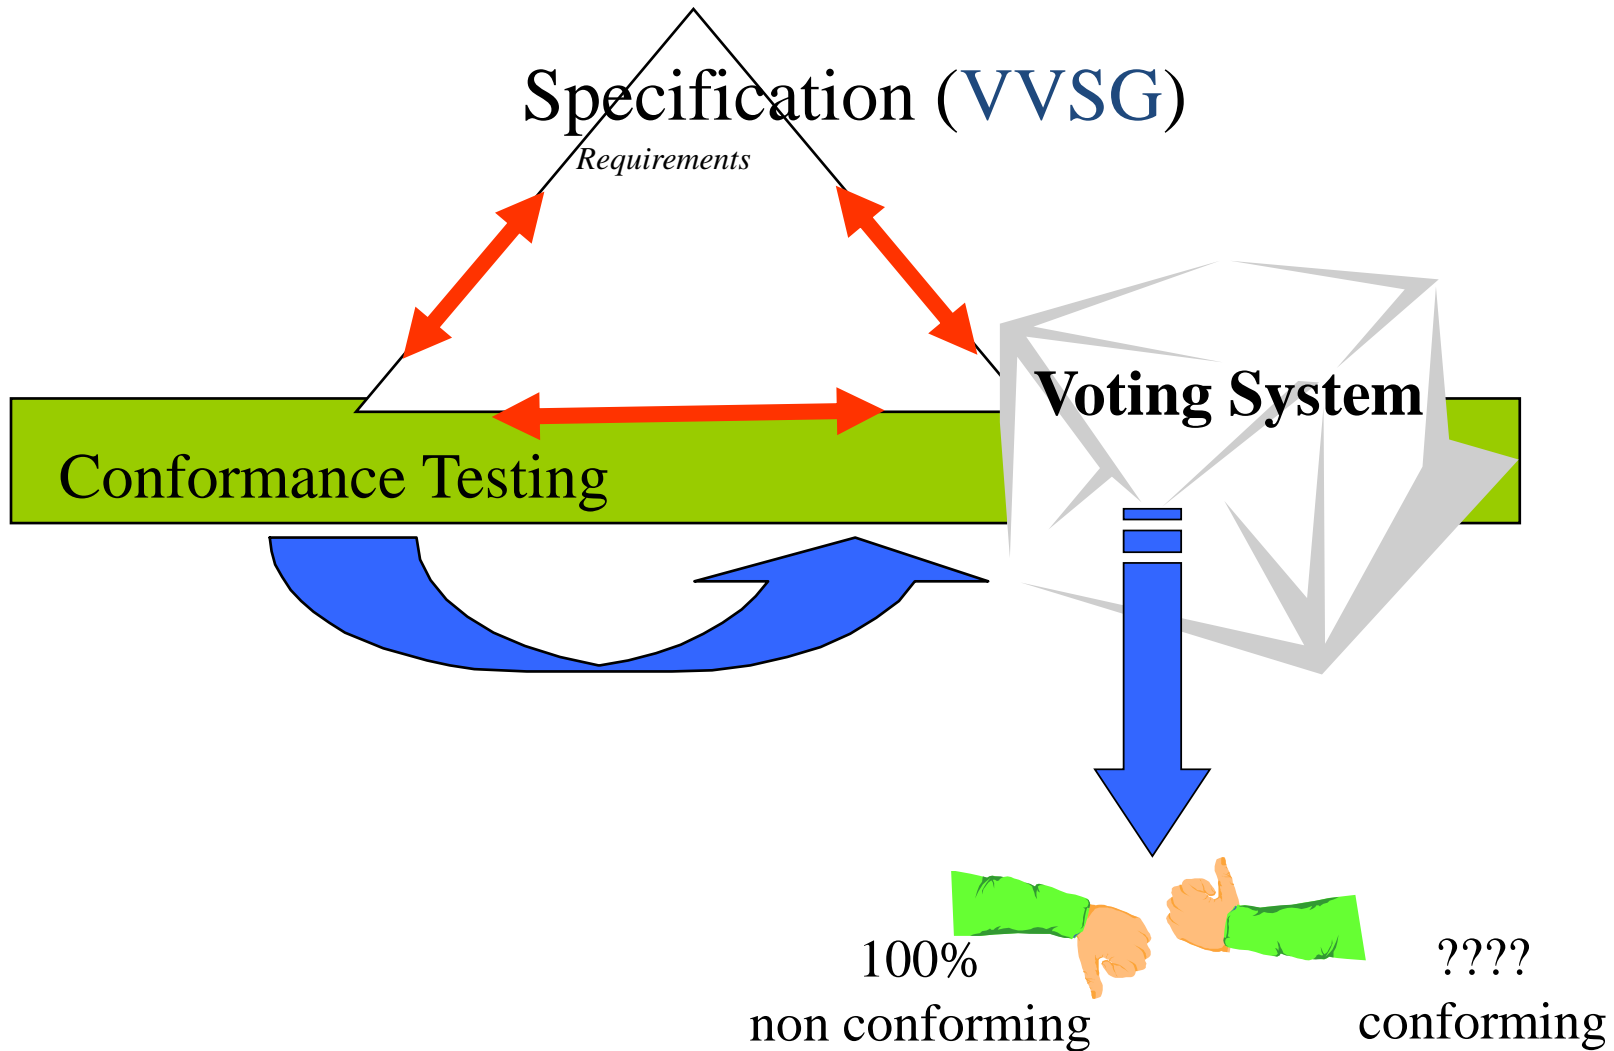 Specification (VVSG)
Requirements
Voting System
Conformance Testing
100%
non conforming
????
conforming